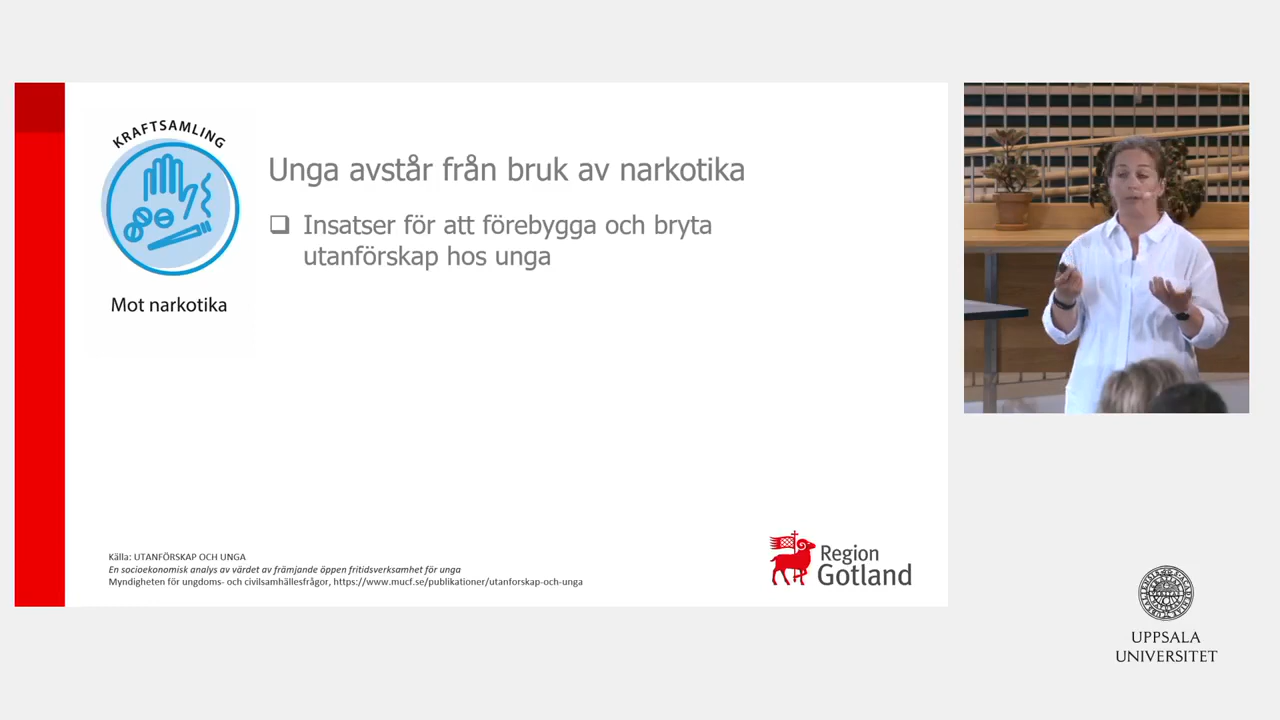 KRAFTSAMLING
Mot narkotika
Unga avstår från bruk av narkotika
Insatser för att förebygga och bryta
utanförskap hos unga
Källa: UTANFÖRSKAP OCH UNGA
En socioekonomisk analys av värdet av främjande öppen fritidsverksamhet för unga
Myndigheten för ungdoms- och civilsamhällesfrågor, https://www.mucf.se/publikationer/utanforskap-och-unga
Region
Gotland
UPPSALA
UNIVERSITET